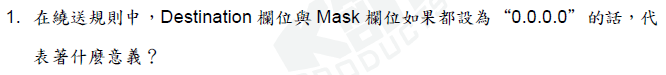 1. 在繞送規則中，Destination 欄位與 Mask 欄位如果都設為“0.0.0.0”的話，代
表著什麼意義？